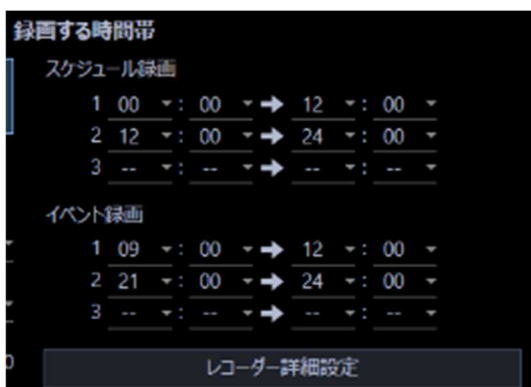 録画する時間帯
スケジュール録画
1 00 : 00 → 12 : 00
2 12 : 00 → 24 : 00
3 -- : -- → -- : --
イベント録画
1 09 : 00 → 12 : 00
2 21 : 00 → 24 : 00
3 -- : -- → -- : --
0 レコーダー詳細設定